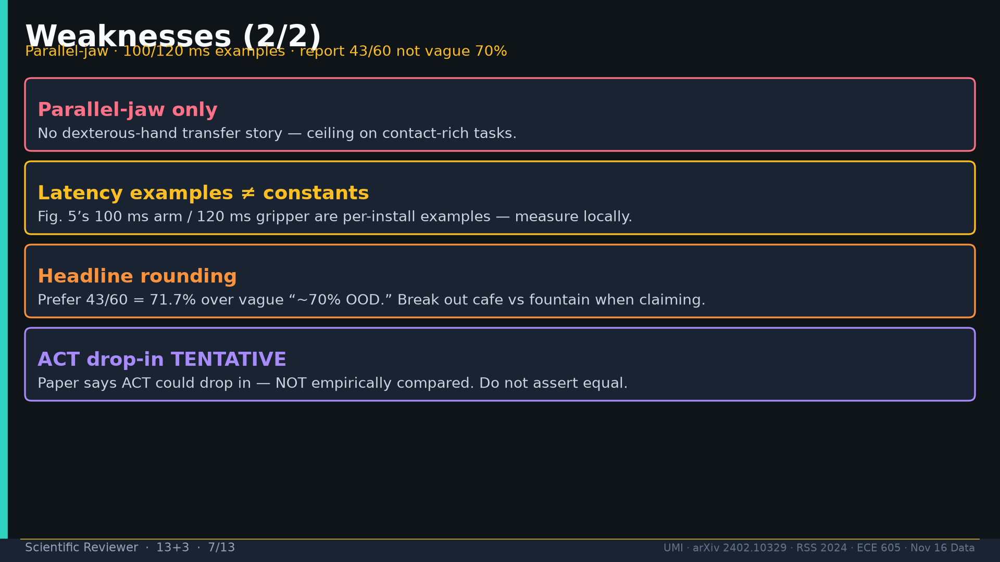 Weaknesses (2/2)
Parallel-jaw · 100/120 ms examples · report 43/60 not vague 70%
Parallel-jaw only
No dexterous-hand transfer story — ceiling on contact-rich tasks.
Latency examples ≠ constants
Fig. 5’s 100 ms arm / 120 ms gripper are per-install examples — measure locally.
Headline rounding
Prefer 43/60 = 71.7% over vague “~70% OOD.” Break out cafe vs fountain when claiming.
ACT drop-in TENTATIVE
Paper says ACT could drop in — NOT empirically compared. Do not assert equal.
Scientific Reviewer · 13+3 · 7/13
UMI · arXiv 2402.10329 · RSS 2024 · ECE 605 · Nov 16 Data